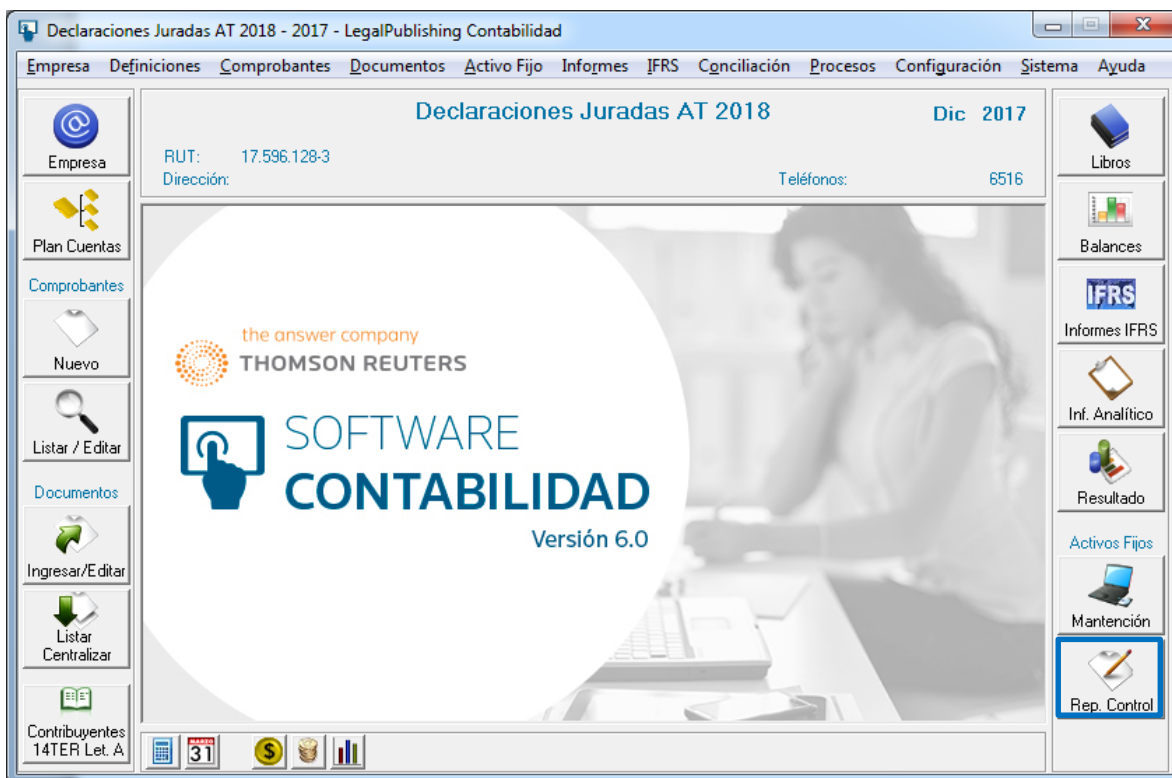 Declaraciones Juradas AT 2018 - 2017 - LegalPublishing Contabilidad
Empresa Definiciones Comprobantes Documentos Activo Fijo Informes IFRS Conciliación Procesos Configuración Sistema Ayuda
Declaraciones Juradas AT 2018 Dic 2017
RUT: 17.596.128-3
Dirección: Teléfonos: 6516
Empresa
Plan Cuentas
Comprobantes
Nuevo
Listar / Editar
Documentos
Ingresar/Editar
Listar
Centralizar
Contribuyentes
14TER Let. A
the answer company
THOMSON REUTERS
SOFTWARE
CONTABILIDAD
Versión 6.0
MARZO
31
$
Libros
Balances
IFRS
Informes IFRS
Inf. Analítico
Resultado
Activos Fijos
Mantención
Rep. Control